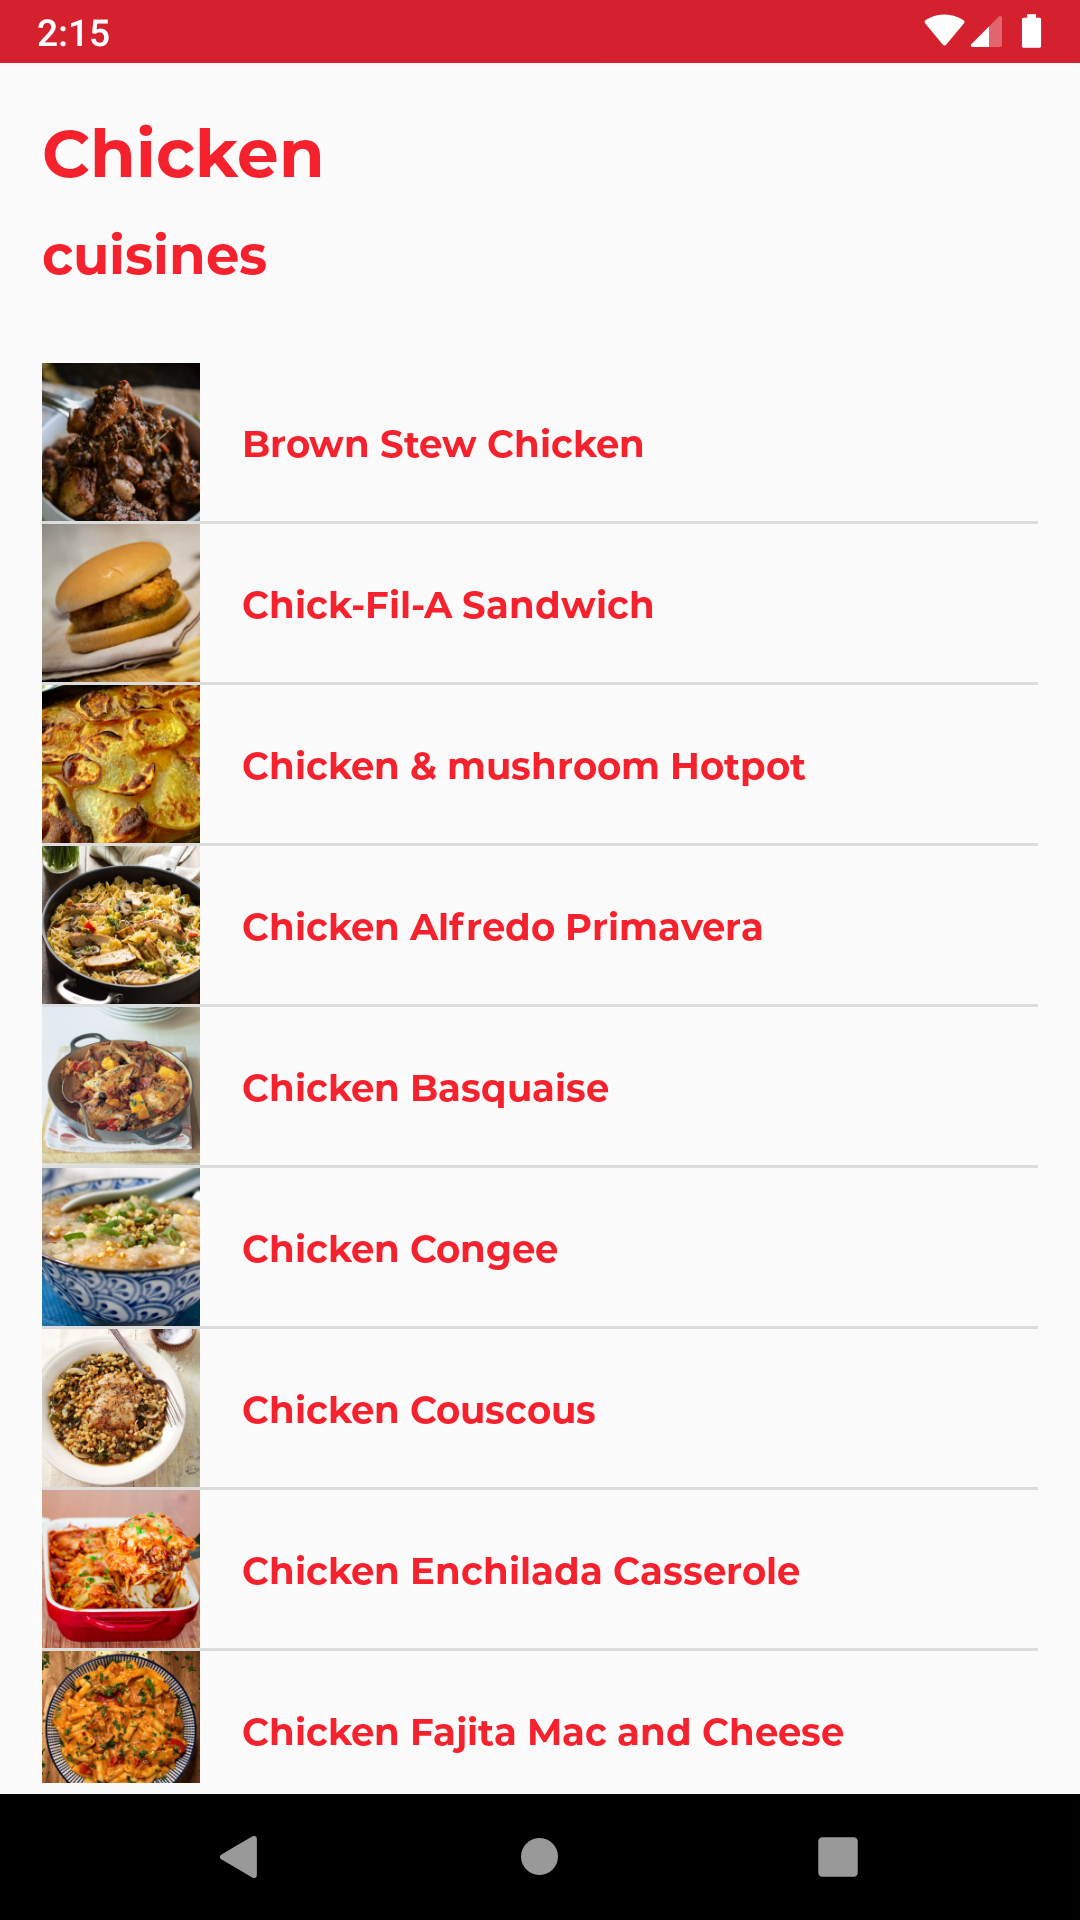 2:15
Chicken
cuisines
Brown Stew Chicken
Chick-Fil-A Sandwich
Chicken & mushroom Hotpot
Chicken Alfredo Primavera
Chicken Basquaise
Chicken Congee
Chicken Couscous
Chicken Enchilada Casserole
Chicken Fajita Mac and Cheese